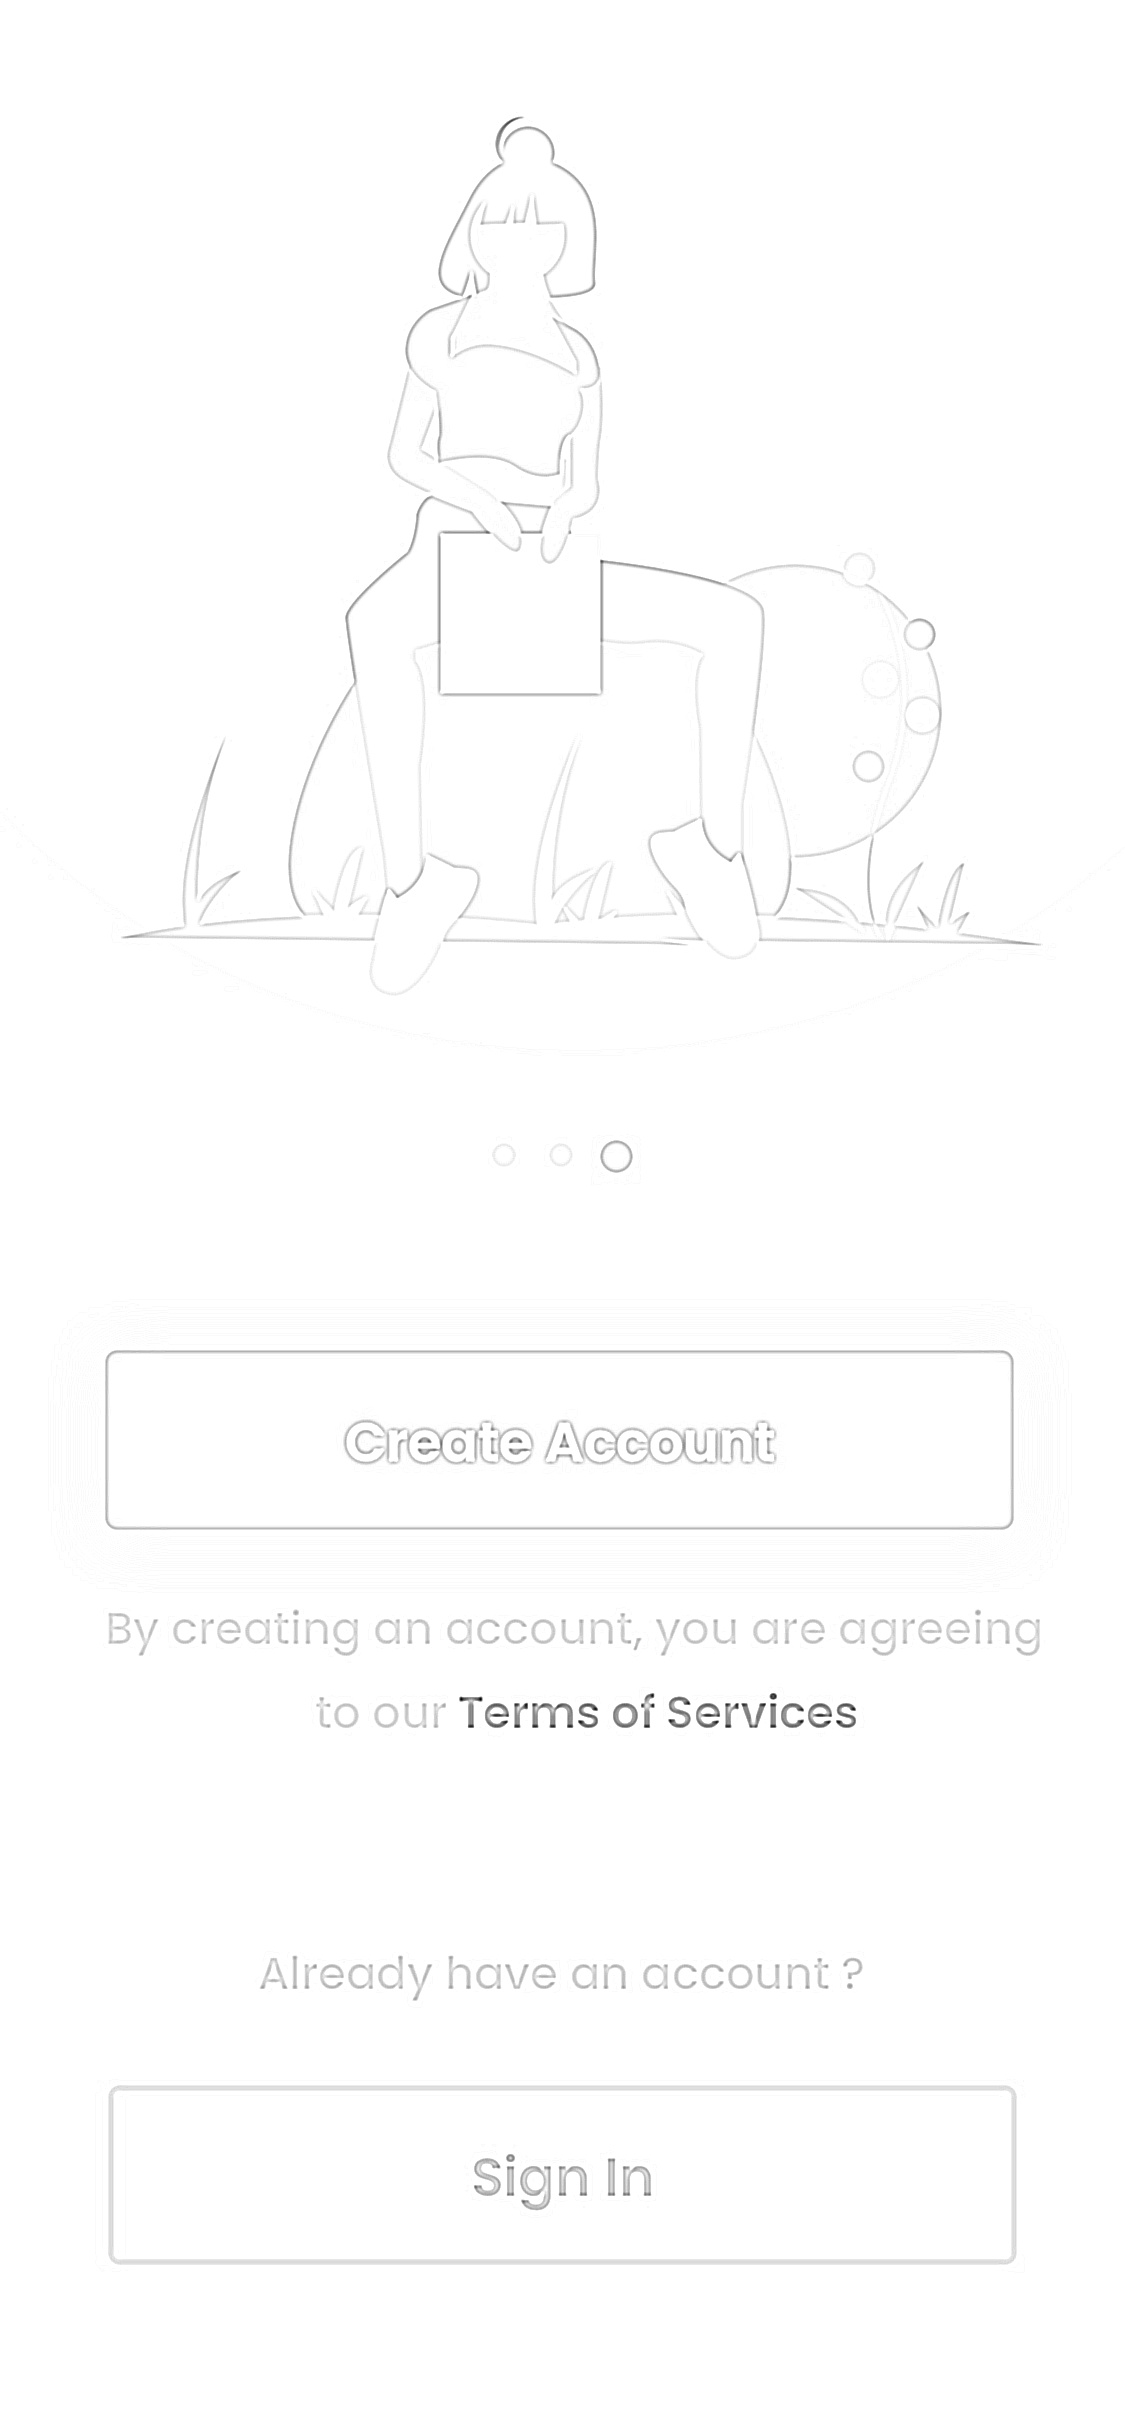 Create Account
By creating an account, you are agreeing
to our Terms of Services
Already have an account ?
Sign In